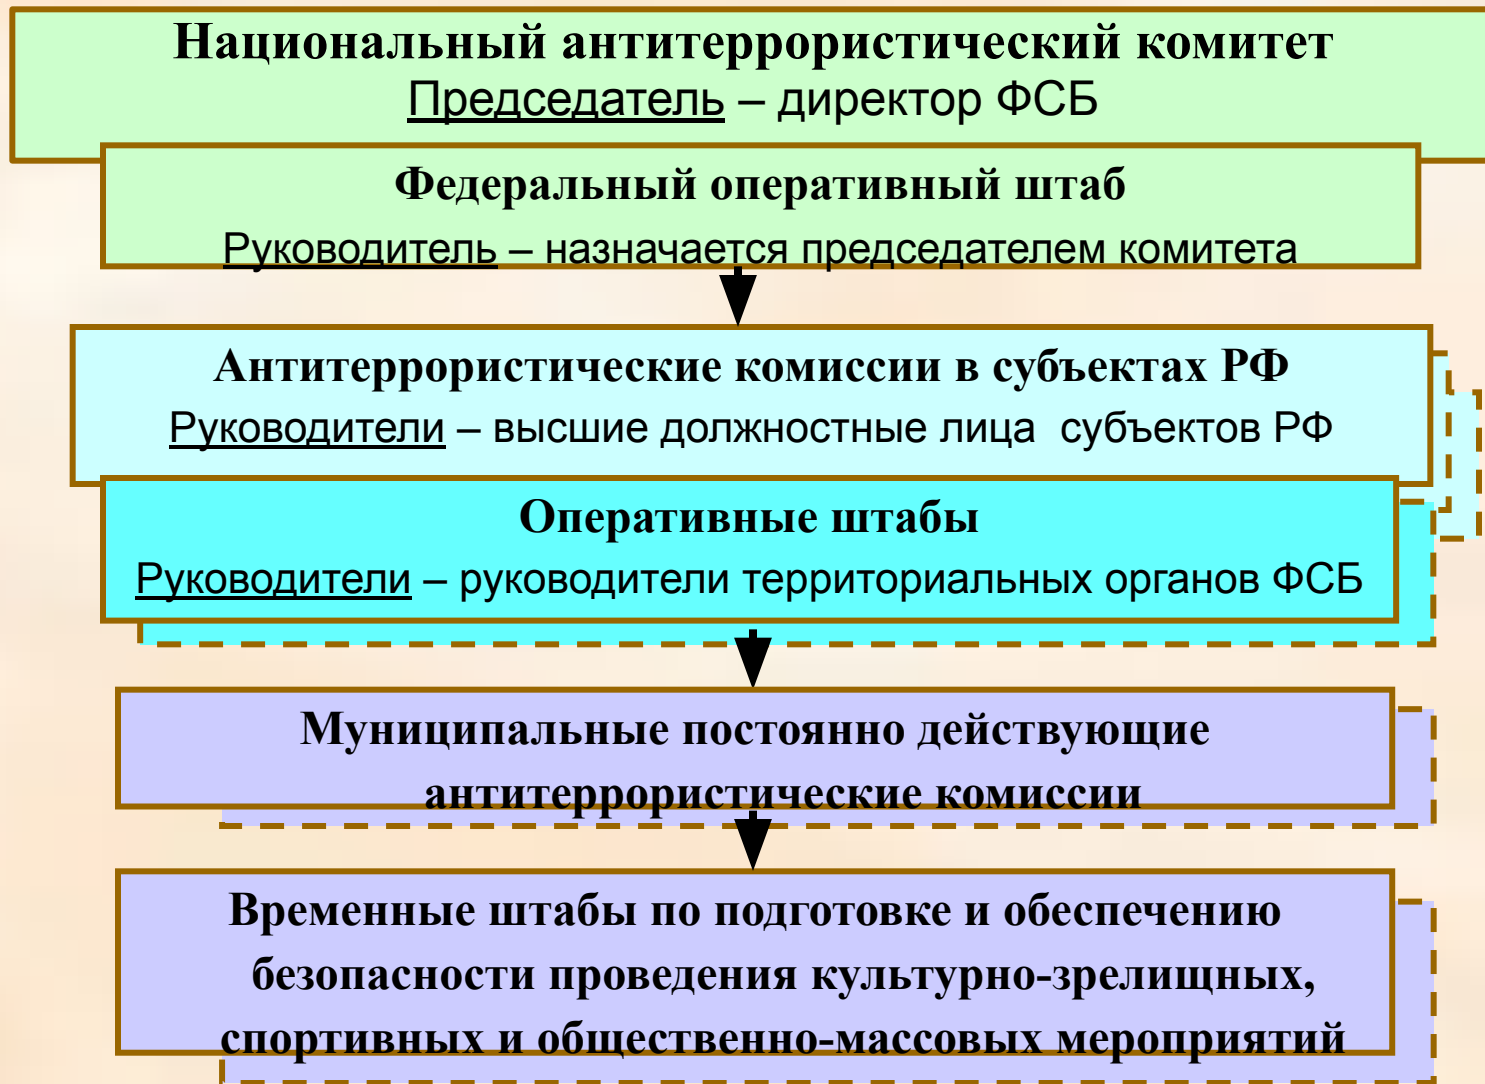 Национальный антитеррористический комитет
Председатель – директор ФСБ
Федеральный оперативный штаб
Руководитель – назначается председателем комитета
Антитеррористические комиссии в субъектах РФ
Руководители – высшие должностные лица субъектов РФ
Оперативные штабы
Руководители – руководители территориальных органов ФСБ
Муниципальные постоянно действующие
антитеррористические комиссии
Временные штабы по подготовке и обеспечению
безопасности проведения культурно-зрелищных,
спортивных и общественно-массовых мероприятий